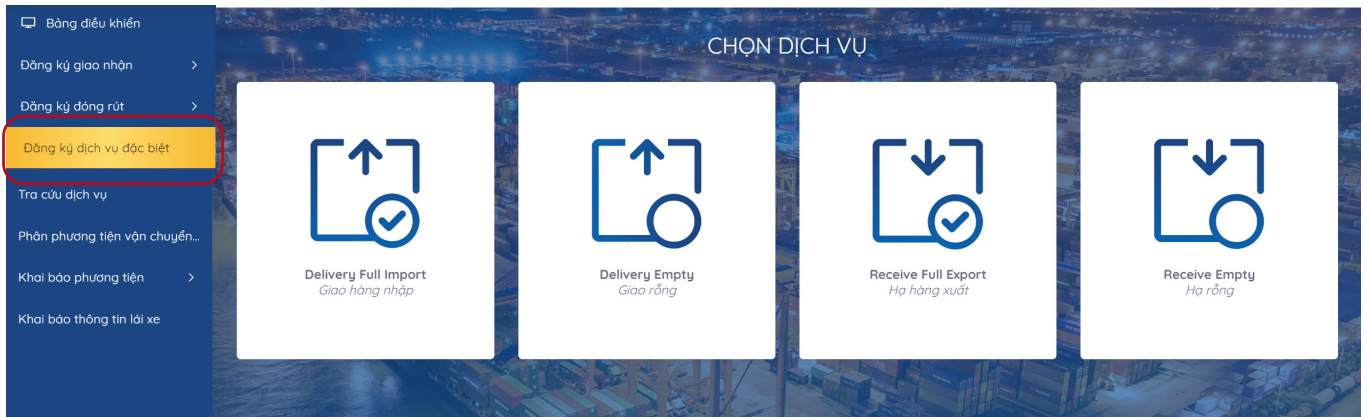 Bảng điều khiển
Đăng ký giao nhận
Đăng ký đóng rút
Đăng ký dịch vụ đặc biệt
Tra cứu dịch vụ
Phân phương tiện vận chuyển...
Khai báo phương tiện
Khai báo thông tin lái xe
CHỌN DỊCH VỤ
Delivery Full Import
Giao hàng nhập
Delivery Empty
Giao rỗng
Receive Full Export
Hạ hàng xuất
Receive Empty
Hạ rỗng